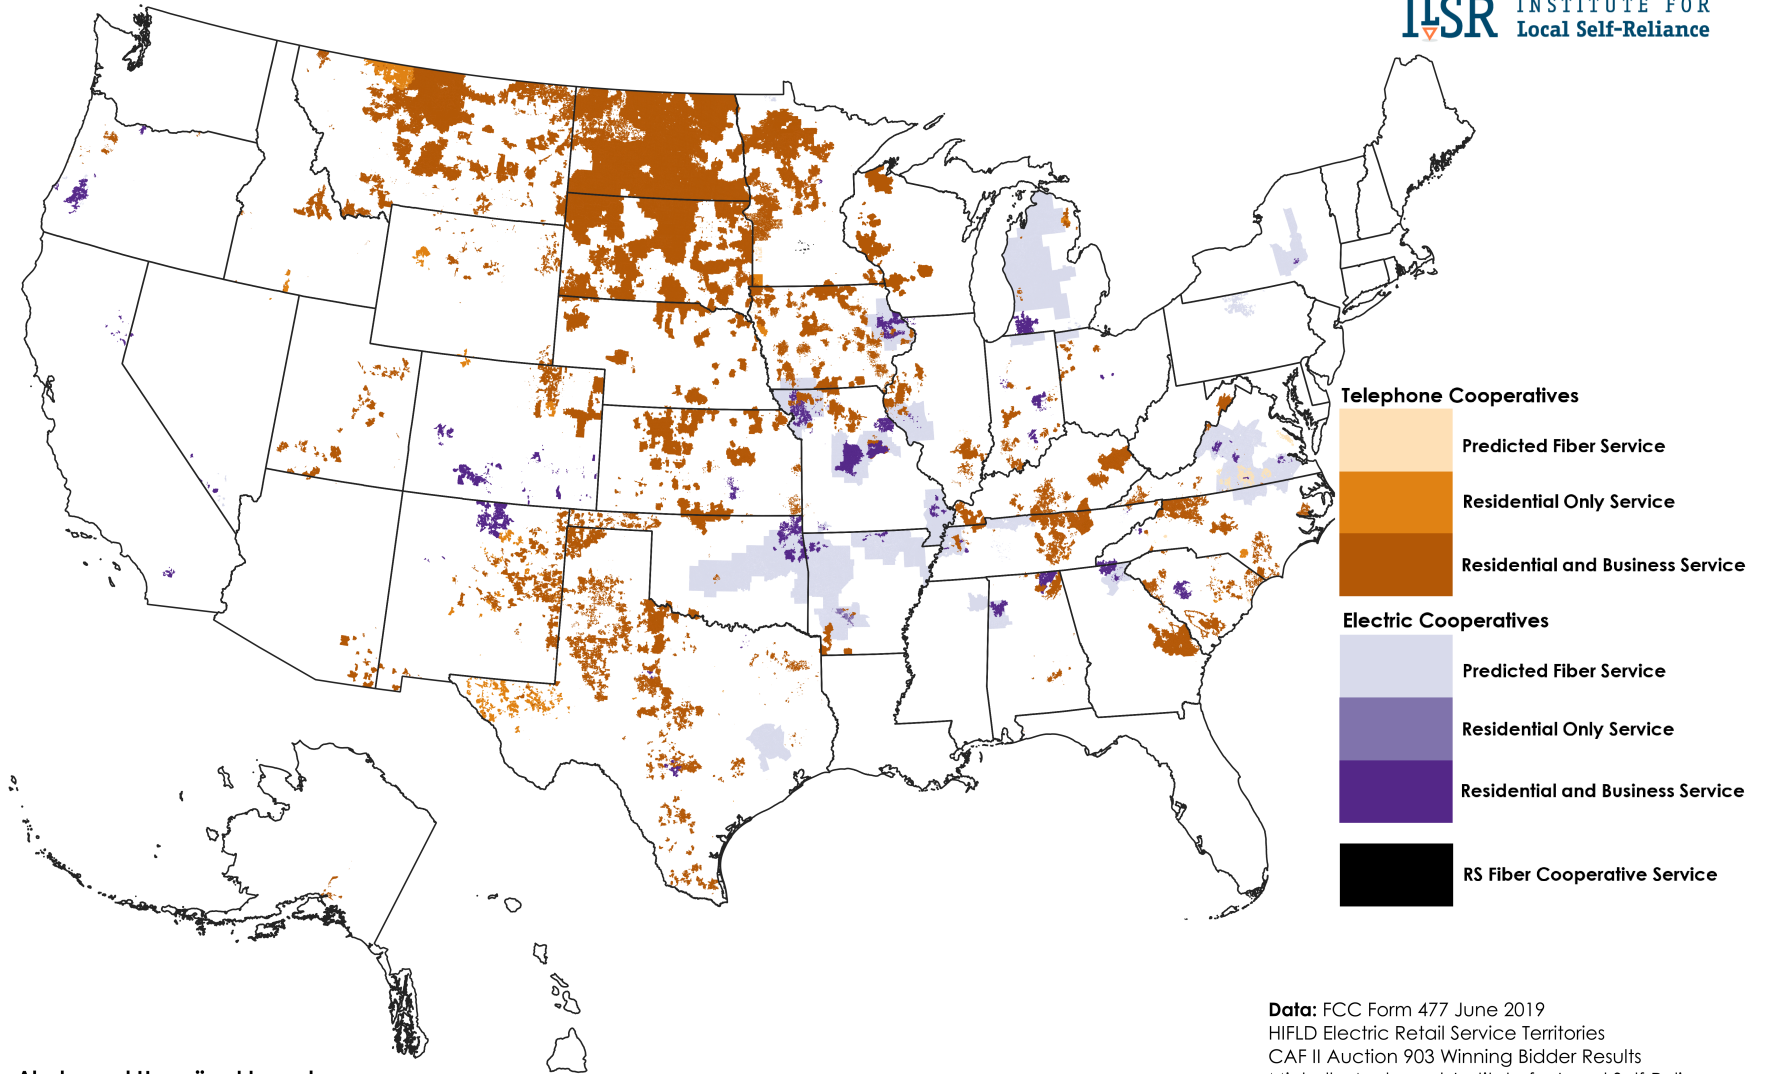 ILSR
INSTITUTE FOR
Local Self-Reliance
Telephone Cooperatives
Predicted Fiber Service
Residential Only Service
Residential and Business Service
Electric Cooperatives
Predicted Fiber Service
Residential Only Service
Residential and Business Service
RS Fiber Cooperative Service
Data: FCC Form 477 June 2019
HIFLD Electric Retail Service Territories
CAF II Auction 903 Winning Bidder Results